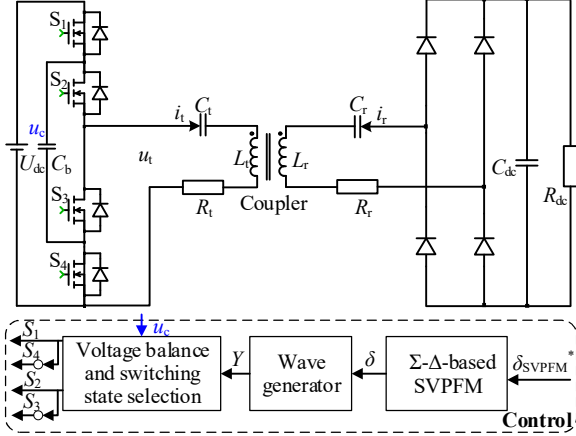 S1
S2
uc
Udc
Cb
S3
S4
it
Ct
ut
Lt
Rt
Coupler
Lr
Cr
ir
Rr
Cdc
Rdc
S1
S4
S2
S3
uc
Voltage balance
and switching
state selection
Y
Wave
generator
δ
Σ-Δ-based
SVPFM
δSVPFM*
Control